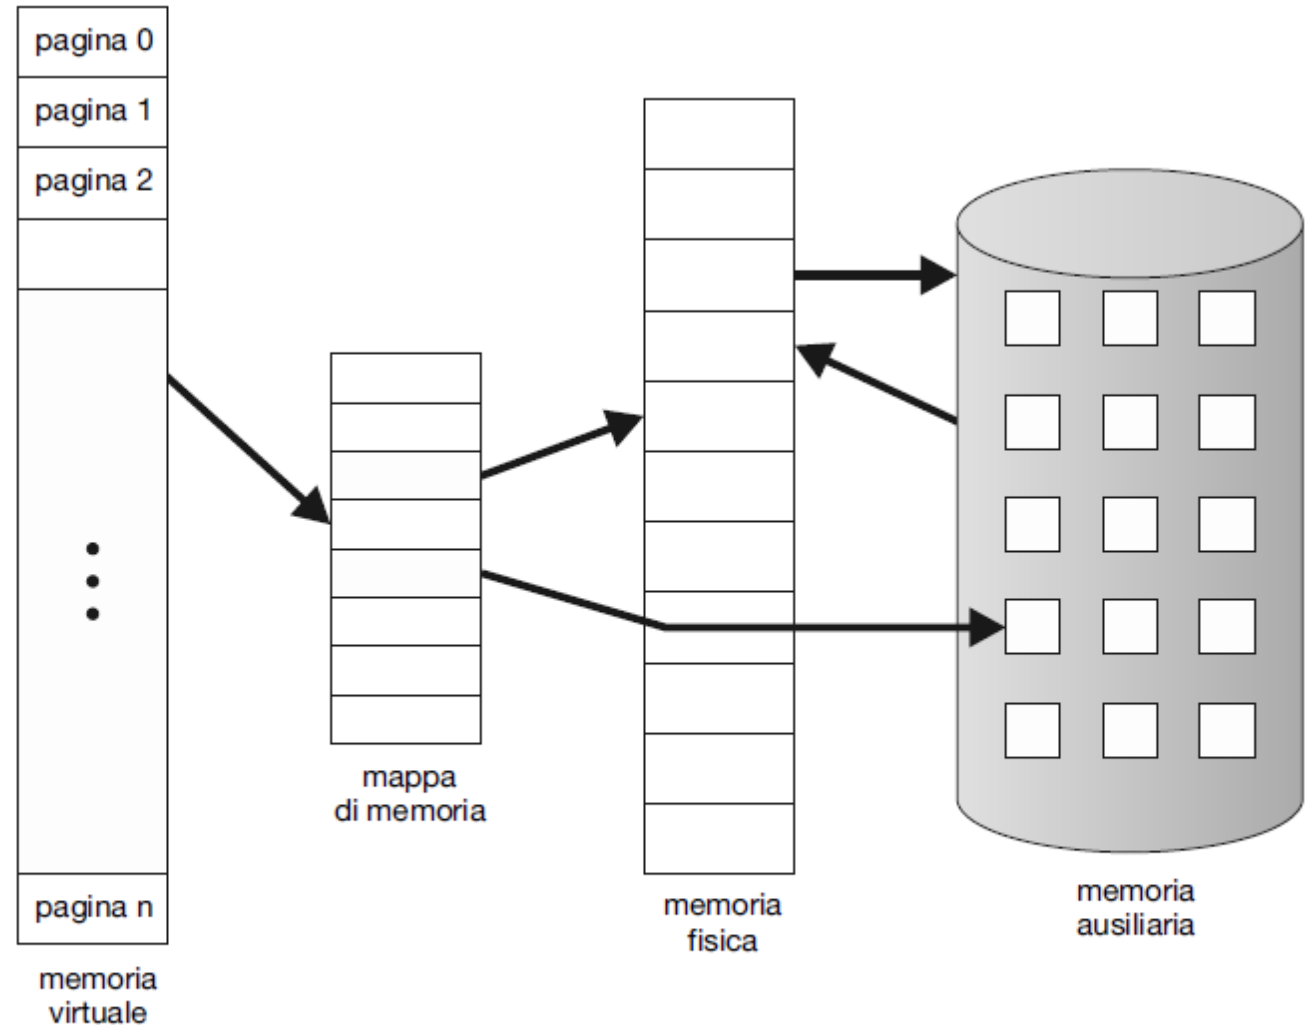 pagina 0
pagina 1
pagina 2
pagina n
memoria
virtuale
mappa
di memoria
memoria
fisica
memoria
ausiliaria